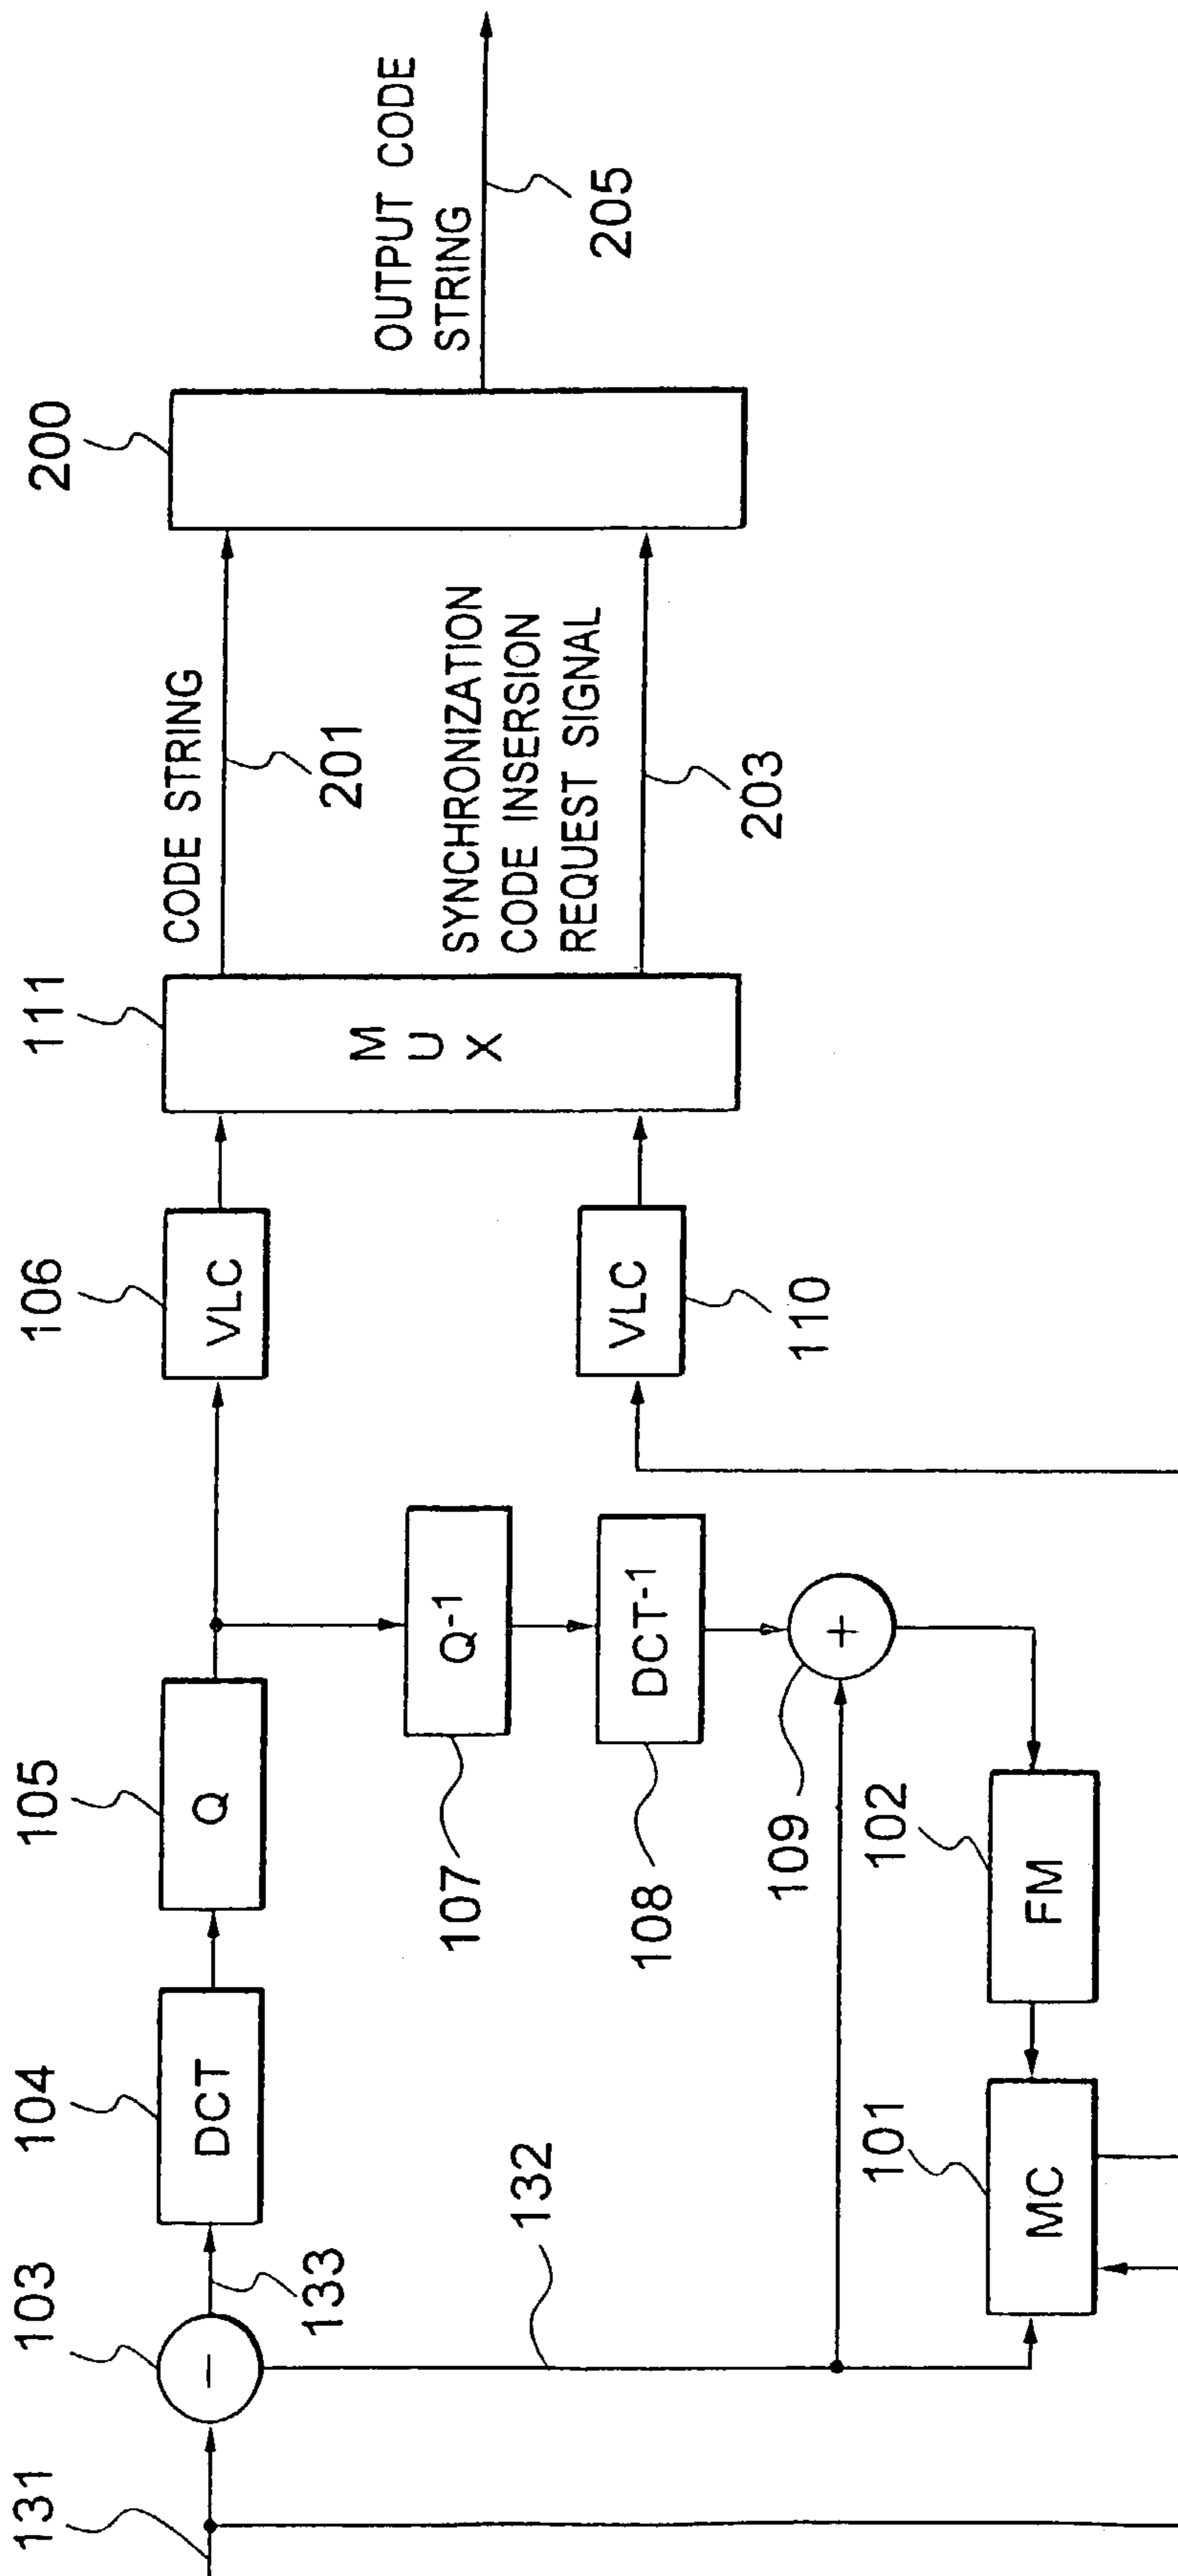 131
103
133
104
DCT
105
Q
106
VLC
111
MUX
CODE STRING
201
200
OUTPUT CODE
STRING
205
SYNCHRONIZATION
CODE INSERSION
REQUEST SIGNAL
203
132
Q-1
107
DCT-1
108
+
109
VLC
110
101
MC
102
FM
−